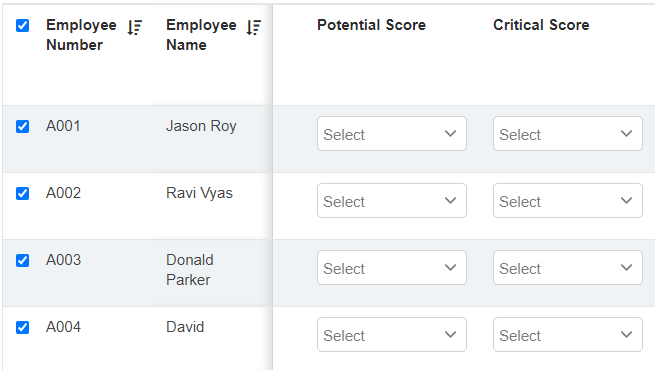 Employee Number Employee Name Potential Score Critical Score
A001 Jason Roy Select Select
A002 Ravi Vyas Select Select
A003 Donald Parker Select Select
A004 David Select Select